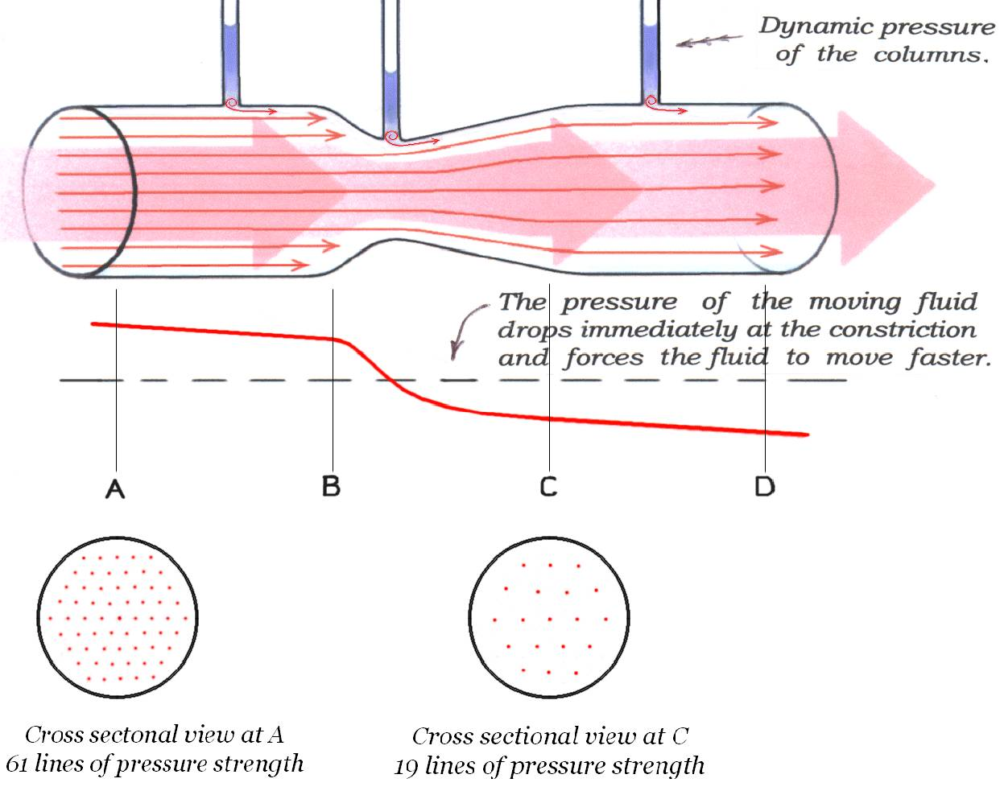 Dynamic pressure
of the columns.
The pressure of the moving fluid
drops immediately at the constriction
and forces the fluid to move faster.
A B C D
Cross sectonal view at A
61 lines of pressure strength
Cross sectional view at C
19 lines of pressure strength